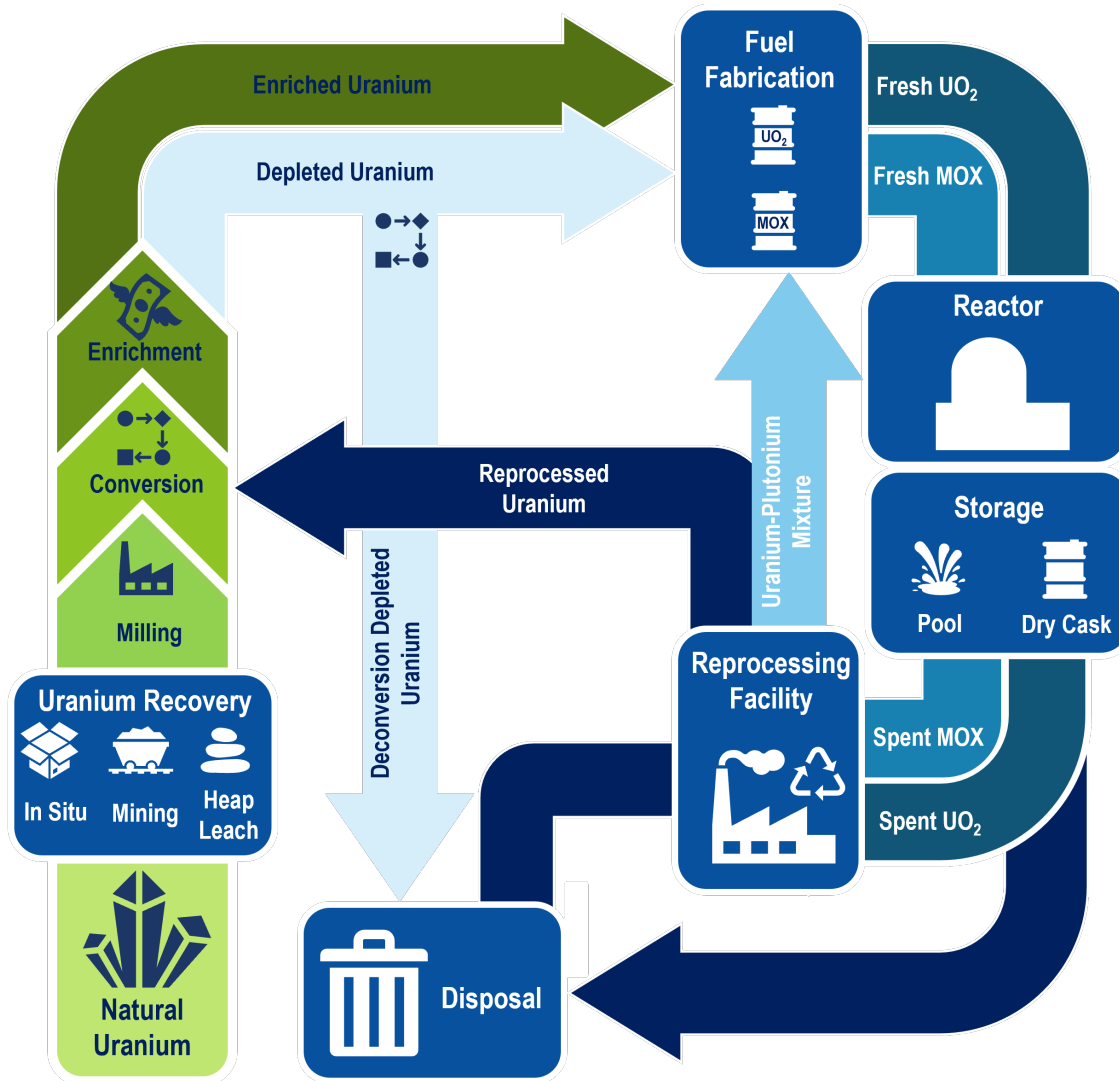 Enriched Uranium
Depleted Uranium
Fuel
Fabrication
UO₂
MOX
Fresh UO₂
Fresh MOX
Reactor
Storage
Pool
Dry Cask
Enrichment
Conversion
Milling
Uranium Recovery
In Situ
Mining
Heap
Leach
Natural
Uranium
Reprocessed
Uranium
Deconversion Depleted
Uranium
Uranium-Plutonium
Mixture
Reprocessing
Facility
Spent MOX
Spent UO₂
Disposal